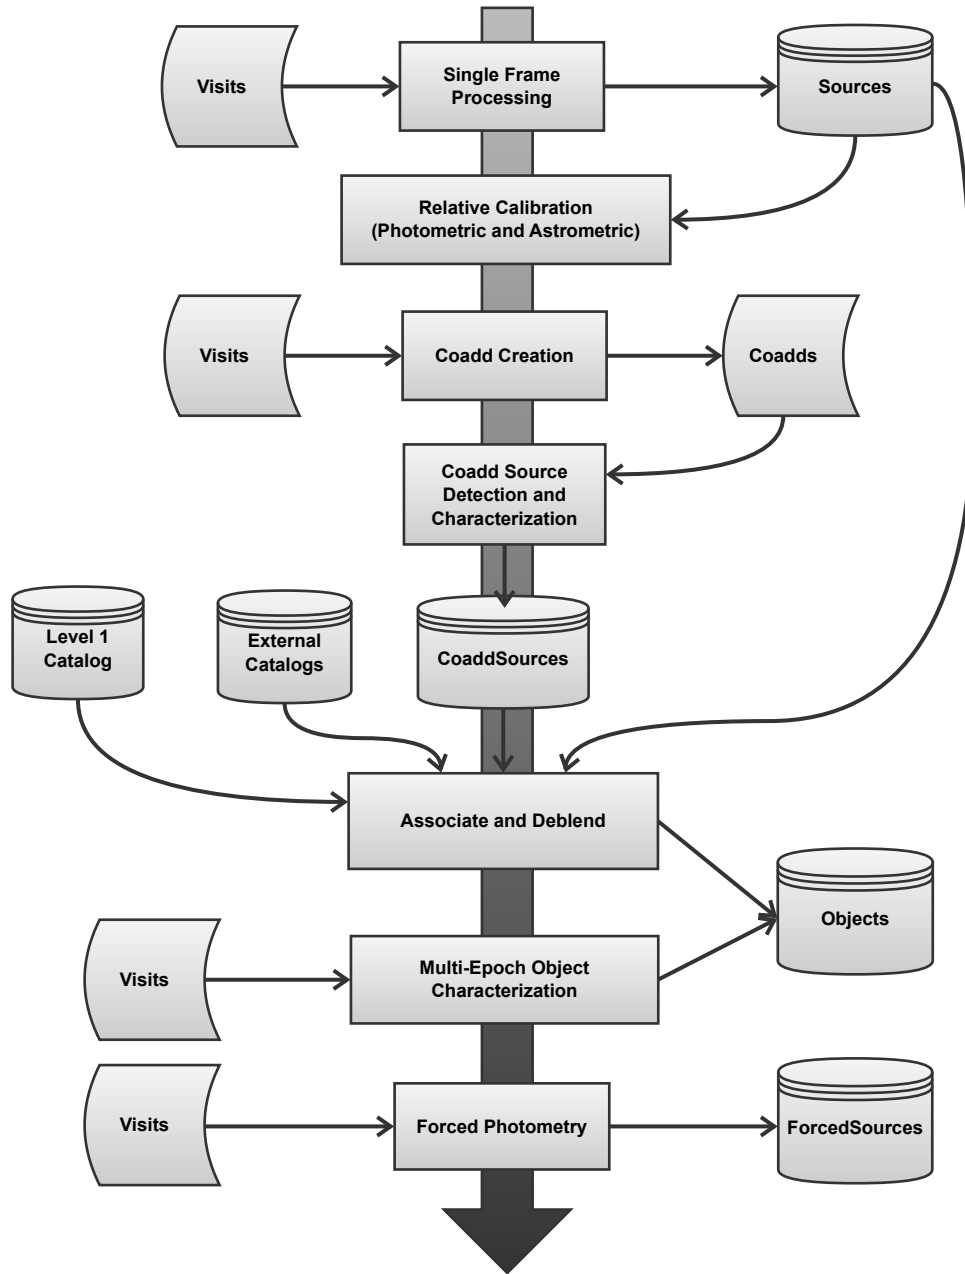 Visits
Single Frame
Processing
Sources
Relative Calibration
(Photometric and Astrometric)
Visits
Coadd Creation
Coadds
Coadd Source
Detection and
Characterization
Level 1
Catalog
External
Catalogs
CoaddSources
Associate and Deblend
Objects
Visits
Multi-Epoch Object
Characterization
Visits
Forced Photometry
ForcedSources